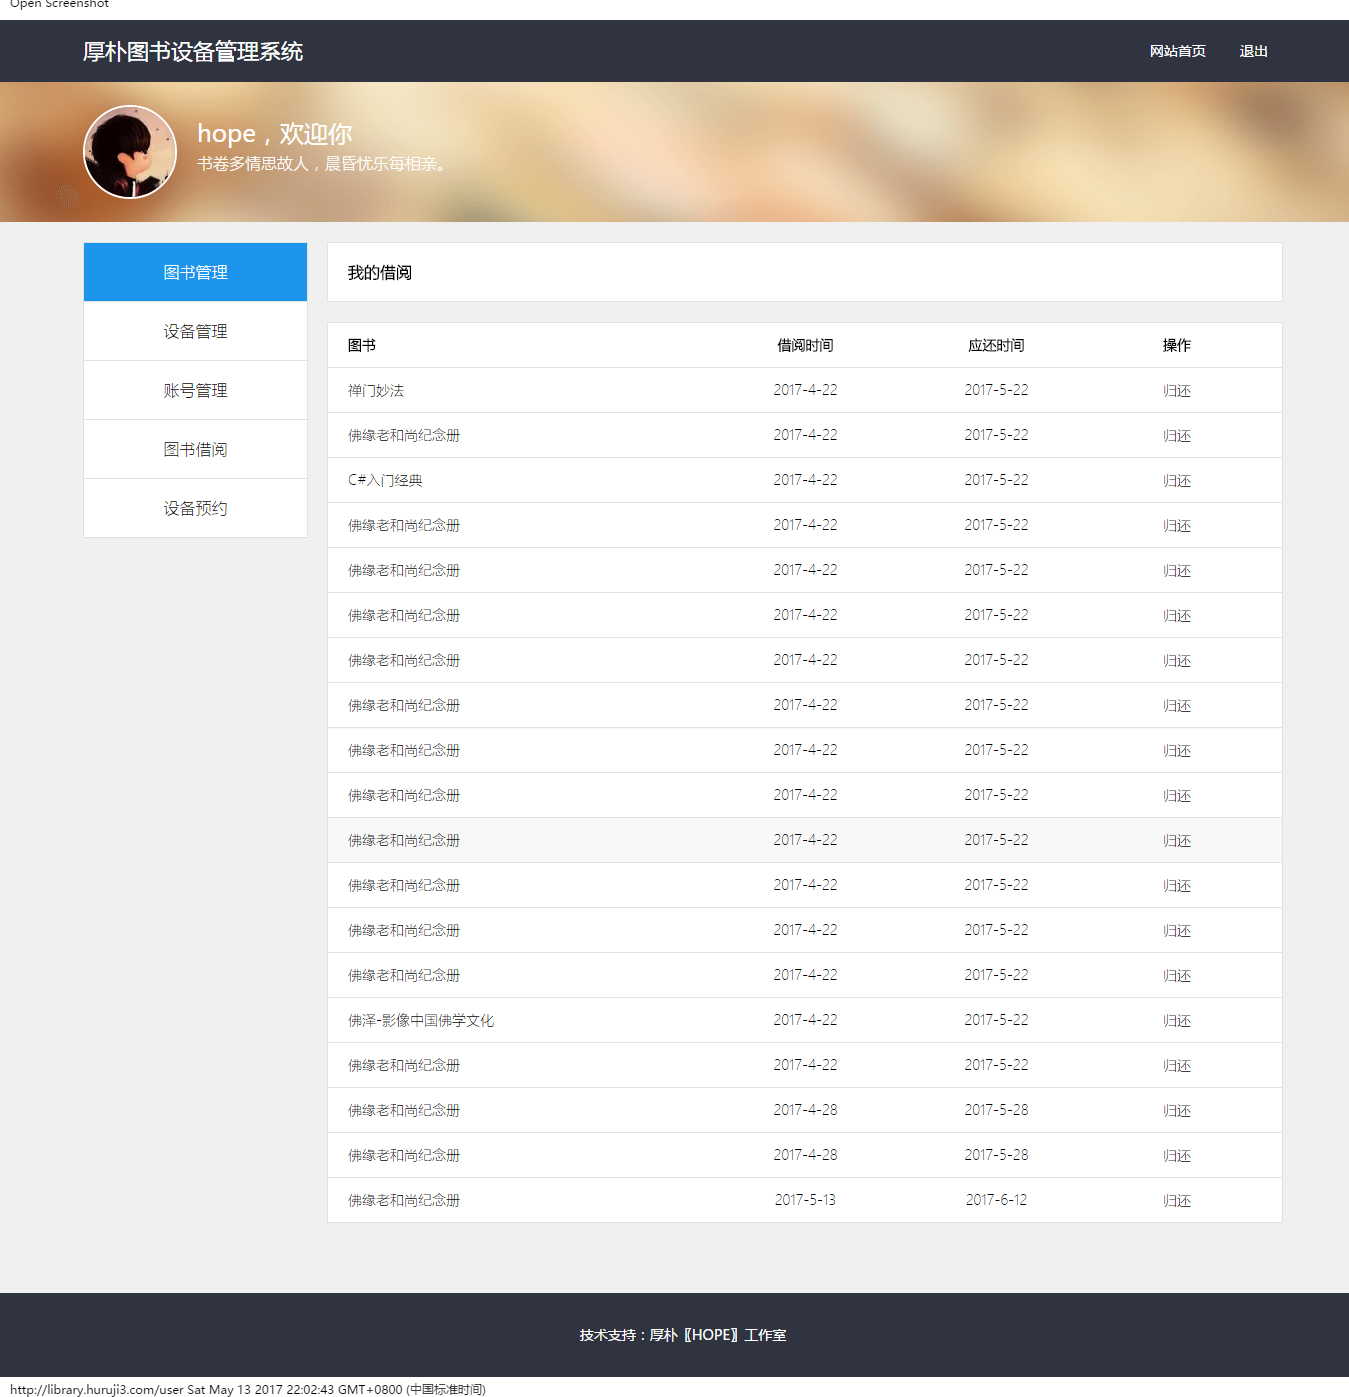 Open Screenshot
厚朴图书设备管理系统 网站首页 退出
hope，欢迎你
书卷多情思故人，晨昏忧乐每相亲。
图书管理
设备管理
账号管理
图书借阅
设备预约
我的借阅
图书 借阅时间 应还时间 操作
禅门妙法 2017-4-22 2017-5-22 归还
佛缘老和尚纪念册 2017-4-22 2017-5-22 归还
C#入门经典 2017-4-22 2017-5-22 归还
佛缘老和尚纪念册 2017-4-22 2017-5-22 归还
佛缘老和尚纪念册 2017-4-22 2017-5-22 归还
佛缘老和尚纪念册 2017-4-22 2017-5-22 归还
佛缘老和尚纪念册 2017-4-22 2017-5-22 归还
佛缘老和尚纪念册 2017-4-22 2017-5-22 归还
佛缘老和尚纪念册 2017-4-22 2017-5-22 归还
佛缘老和尚纪念册 2017-4-22 2017-5-22 归还
佛缘老和尚纪念册 2017-4-22 2017-5-22 归还
佛缘老和尚纪念册 2017-4-22 2017-5-22 归还
佛缘老和尚纪念册 2017-4-22 2017-5-22 归还
佛缘老和尚纪念册 2017-4-22 2017-5-22 归还
佛泽-影像中国佛学文化 2017-4-22 2017-5-22 归还
佛缘老和尚纪念册 2017-4-22 2017-5-22 归还
佛缘老和尚纪念册 2017-4-28 2017-5-28 归还
佛缘老和尚纪念册 2017-4-28 2017-5-28 归还
佛缘老和尚纪念册 2017-5-13 2017-6-12 归还
技术支持：厚朴〖HOPE〗工作室
http://library.huruji3.com/user Sat May 13 2017 22:02:43 GMT+0800 (中国标准时间)